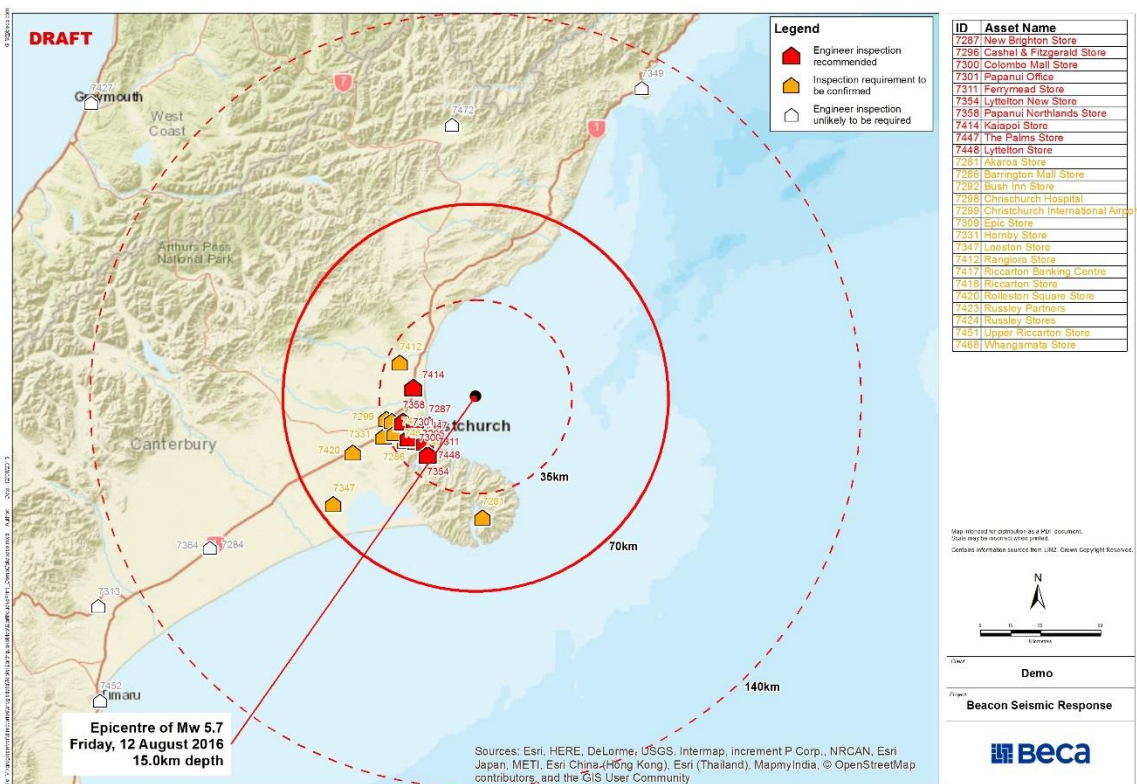 DRAFT
Legend
Engineer inspection
recommended
Inspection requirement to
be confirmed
Engineer inspection
unlikely to be required
ID Asset Name
7287 New Brighton Store
7296 Cashel & Fitzgerald Store
7300 Colombo Mall Store
7301 Papanui Office
7311 Ferrymead Store
7354 Lyttelton New Store
7358 Papanui Northlands Store
7414 Kaiapoi Store
7447 The Palms Store
7448 Lyttelton Store
7281 Akaroa Store
7286 Barrington Mall Store
7292 Bush Inn Store
7298 Chrischurch Hospital
7299 Christchurch International Airpor
7309 Epic Store
7331 Hornby Store
7347 Leeston Store
7412 Rangiora Store
7417 Riccarton Banking Centre
7418 Riccarton Store
7420 Rolleston Square Store
7423 Russley Partners
7424 Russley Stores
7451 Upper Riccarton Store
7468 Whangamata Store
7427
Greymouth
West
Coast
7
7472
7349
1
Arthurs Pass
National Park
Canterbury
7412
7414
7358
7287
7299
7301
stchurch
7331
7300
7420
7286
7448
7354
7347
7281
35km
70km
140km
7364
7284
7313
7452
Timaru
Epicentre of Mw 5.7
Friday, 12 August 2016
15.0km depth
Sources: Esri, HERE, DeLorme, USGS, Intermap, increment P Corp., NRCAN, Esri
Japan, METI, Esri China (Hong Kong), Esri (Thailand), MapmyIndia, © OpenStreetMap
contributors, and the GIS User Community
Map intended for distribution as a PDF document.
Scale may be incorrect when printed.
Contains information sourced from LINZ. Crown Copyright Reserved.
N
Kilometres
Client
Demo
Project
Beacon Seismic Response
Beca